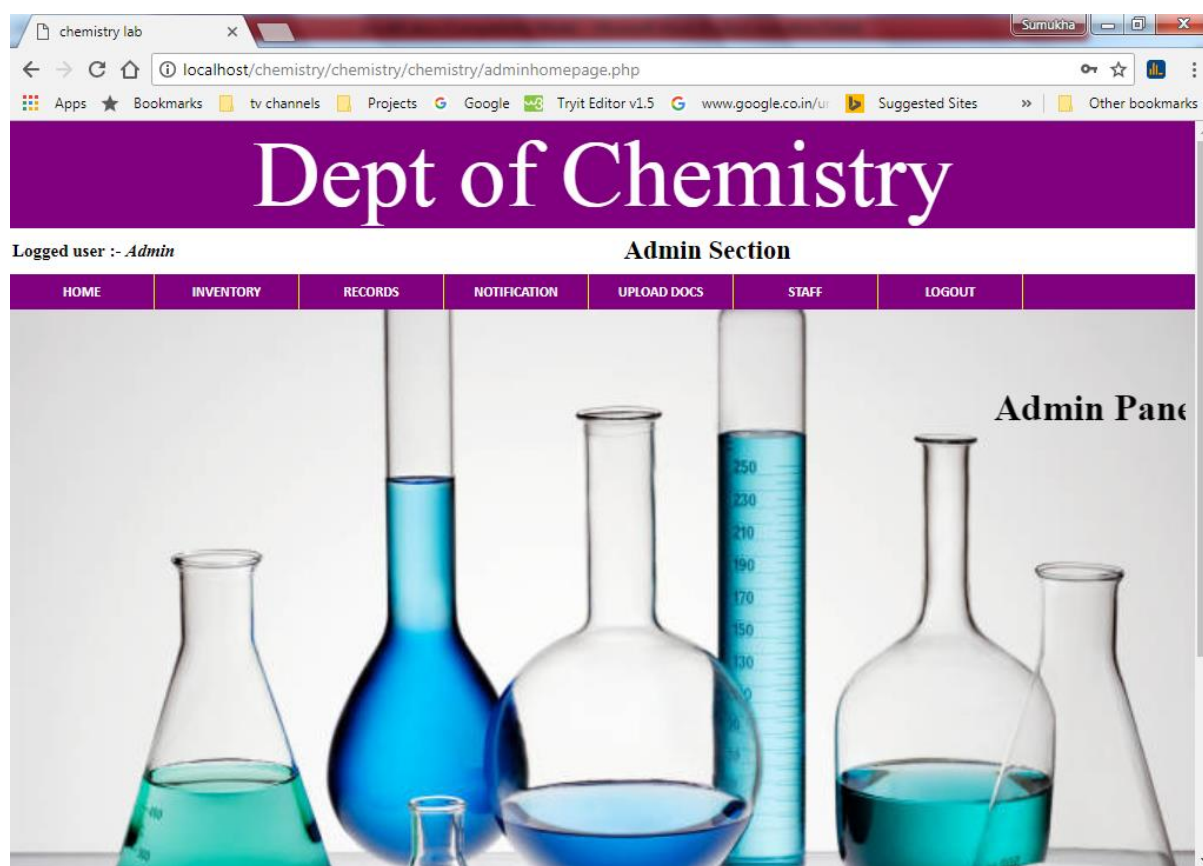 chemistry lab
Sumukha
localhost/chemistry/chemistry/chemistry/adminhomepage.php
Apps Bookmarks tv channels Projects Google Tryit Editor v1.5 www.google.co.in/ur Suggested Sites » Other bookmarks
Dept of Chemistry
Logged user :- Admin Admin Section
HOME INVENTORY RECORDS NOTIFICATION UPLOAD DOCS STAFF LOGOUT
Admin Pane
250
230
210
190
170
150
130